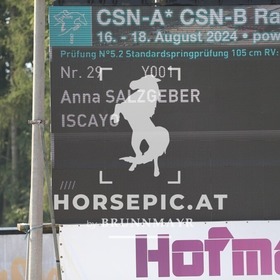 CSN-A* CSN-B Ra
16. - 18. August 2024 • pow
Prüfung N°5.2 Standardspringprüfung 105 cm RV:
Nr. 29 Y001
Anna SALZGEBER
ISCAYO
////
HORSEPIC.AT
by BRUNNMAYR
Hofm